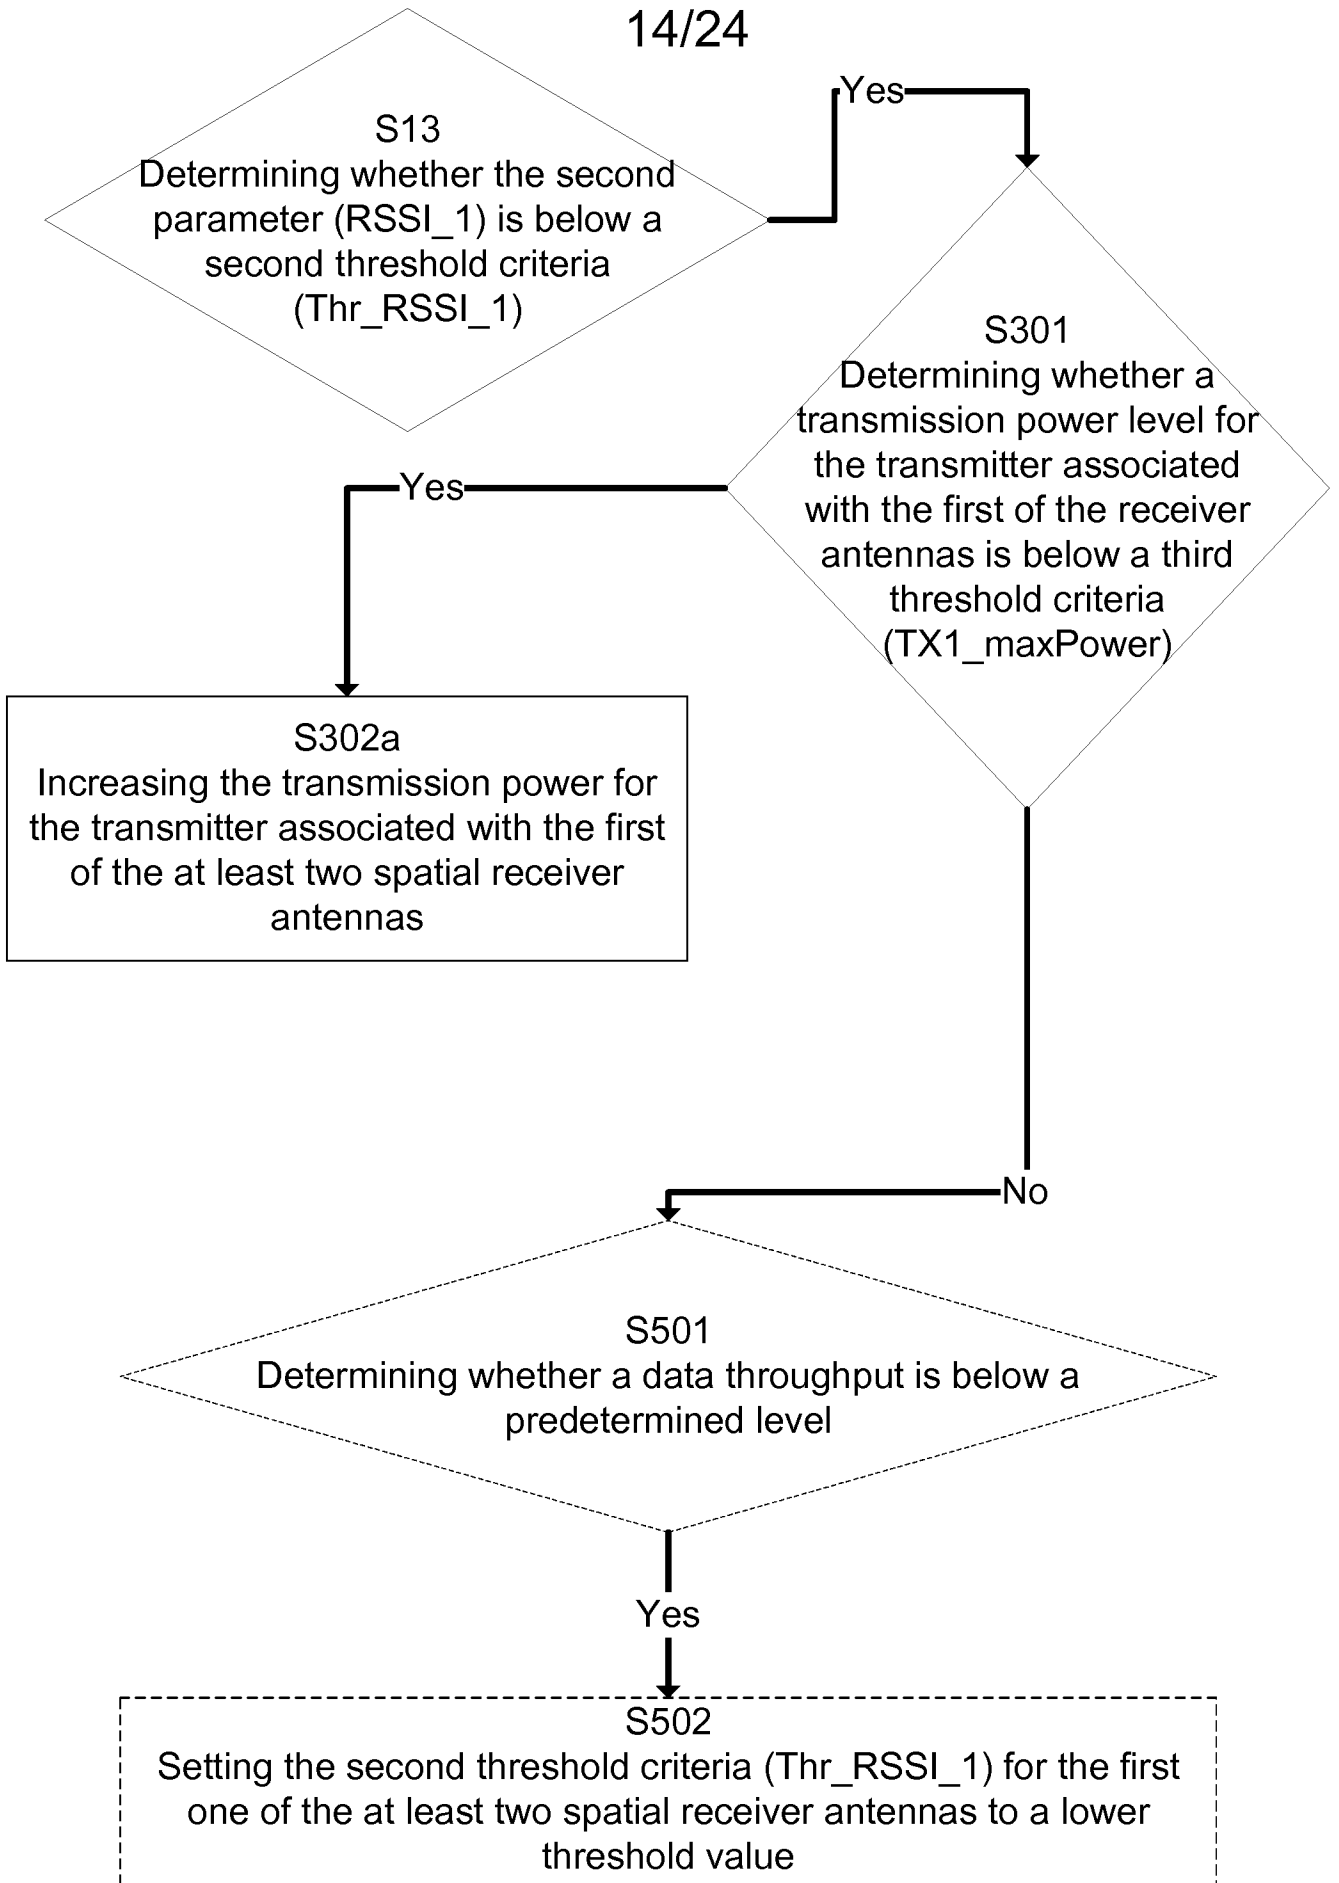 14/24
Yes
S13
Determining whether the second
parameter (RSSI_1) is below a
second threshold criteria
(Thr_RSSI_1)
S301
Determining whether a
transmission power level for
the transmitter associated
with the first of the receiver
antennas is below a third
threshold criteria
(TX1_maxPower)
Yes
S302a
Increasing the transmission power for
the transmitter associated with the first
of the at least two spatial receiver
antennas
No
S501
Determining whether a data throughput is below a
predetermined level
Yes
S502
Setting the second threshold criteria (Thr_RSSI_1) for the first
one of the at least two spatial receiver antennas to a lower
threshold value